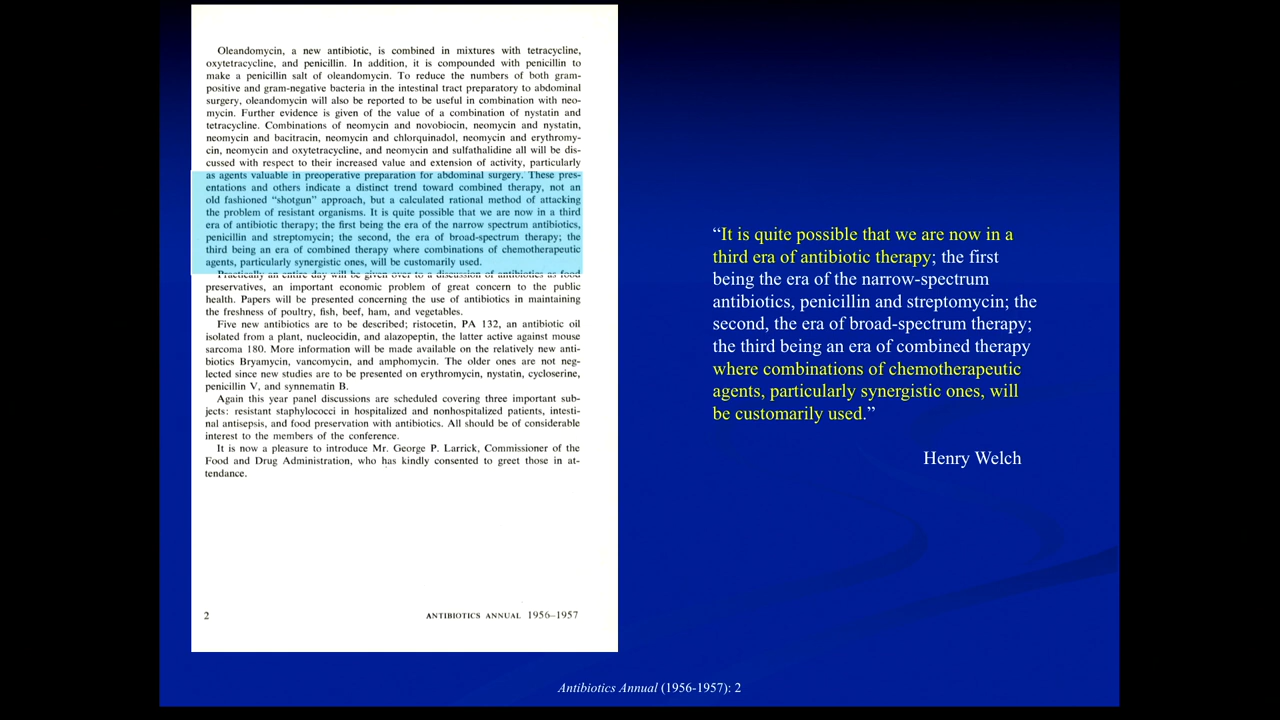 Oleandomycin, a new antibiotic, is combined in mixtures with tetracycline,
oxytetracycline, and penicillin. In addition, it is compounded with penicillin to
make a penicillin salt of oleandomycin. To reduce the numbers of both gram-
positive and gram-negative bacteria in the intestinal tract preparatory to abdominal
surgery, oleandomycin will also be reported to be useful in combination with neo-
mycin. Further evidence is given of the value of a combination of nystatin and
tetracycline. Combinations of neomycin and novobiocin, neomycin and nystatin,
neomycin and bacitracin, neomycin and chlorquinadol, neomycin and erythromy-
cin, neomycin and oxytetracycline, and neomycin and sulfathalidine all will be dis-
cussed with respect to their increased value and extension of activity, particularly
as agents valuable in preoperative preparation for abdominal surgery. These pres-
entations and others indicate a distinct trend toward combined therapy, not an
old fashioned “shotgun” approach, but a calculated rational method of attacking
the problem of resistant organisms. It is quite possible that we are now in a third
era of antibiotic therapy; the first being the era of the narrow spectrum antibiotics,
penicillin and streptomycin; the second, the era of broad-spectrum therapy; the
third being an era of combined therapy where combinations of chemotherapeutic
agents, particularly synergistic ones, will be customarily used.
Practically an entire day will be given over to a discussion of antibiotics as food
preservatives, an important economic problem of great concern to the public
health. Papers will be presented concerning the use of antibiotics in maintaining
the freshness of poultry, fish, beef, ham, and vegetables.
Five new antibiotics are to be described; ristocetin, PA 132, an antibiotic oil
isolated from a plant, nucleocidin, and alazopeptin, the latter active against mouse
sarcoma 180. More information will be made available on the relatively new anti-
biotics Bryamycin, vancomycin, and amphomycin. The older ones are not neg-
lected since new studies are to be presented on erythromycin, nystatin, cycloserine,
penicillin V, and synnematin B.
Again this year panel discussions are scheduled covering three important sub-
jects: resistant staphylococci in hospitalized and nonhospitalized patients, intesti-
nal antisepsis, and food preservation with antibiotics. All should be of considerable
interest to the members of the conference.
It is now a pleasure to introduce Mr. George P. Larrick, Commissioner of the
Food and Drug Administration, who has kindly consented to greet those in at-
tendance.
2 ANTIBIOTICS ANNUAL 1956–1957
“It is quite possible that we are now in a
third era of antibiotic therapy; the first
being the era of the narrow-spectrum
antibiotics, penicillin and streptomycin; the
second, the era of broad-spectrum therapy;
the third being an era of combined therapy
where combinations of chemotherapeutic
agents, particularly synergistic ones, will
be customarily used.”
Henry Welch
Antibiotics Annual (1956-1957): 2